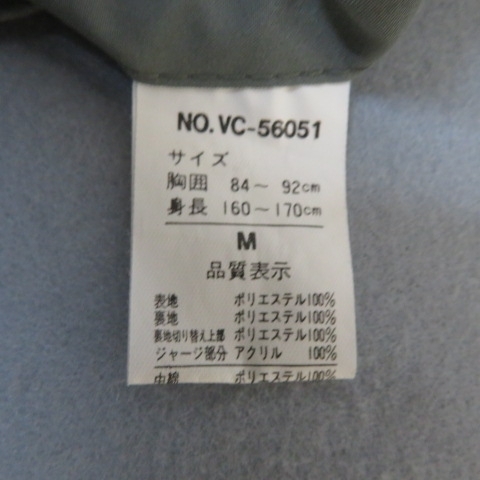 NO. VC-56051
サイズ
胸囲 84～ 92cm
身長 160～170cm
M
品質表示
表地 ポリエステル100%
裏地 ポリエステル100%
裏地切り替え上部 ポリエステル100%
ジャージ部分 アクリル 100%
中綿 ポリエステル100%